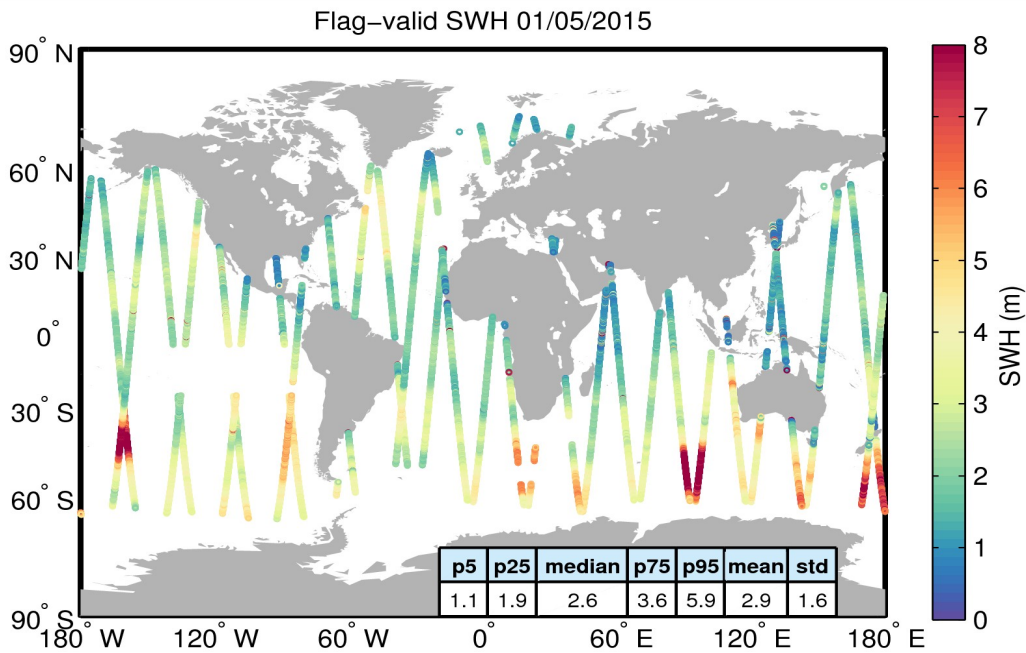 Flag−valid SWH 01/05/2015
90° N
60° N
30° N
0°
30° S
60° S
90° S
180° W
120° W
60° W
0°
60° E
120° E
180° E
p5 p25 median p75 p95 mean std
1.1 1.9 2.6 3.6 5.9 2.9 1.6
8
7
6
5
4
3
2
1
0
SWH (m)